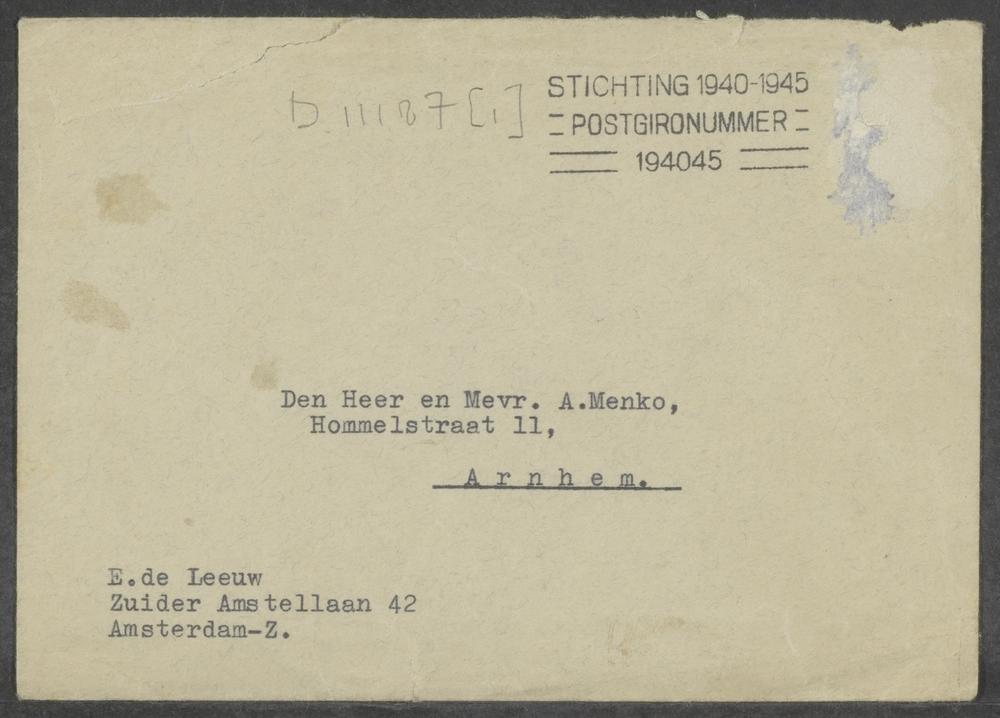 D.11187[1]
STICHTING 1940-1945
POSTGIRONUMMER
194045
Den Heer en Mevr. A.Menko,
Hommelstraat 11,
Arnhem.
E.de Leeuw
Zuider Amstellaan 42
Amsterdam-Z.